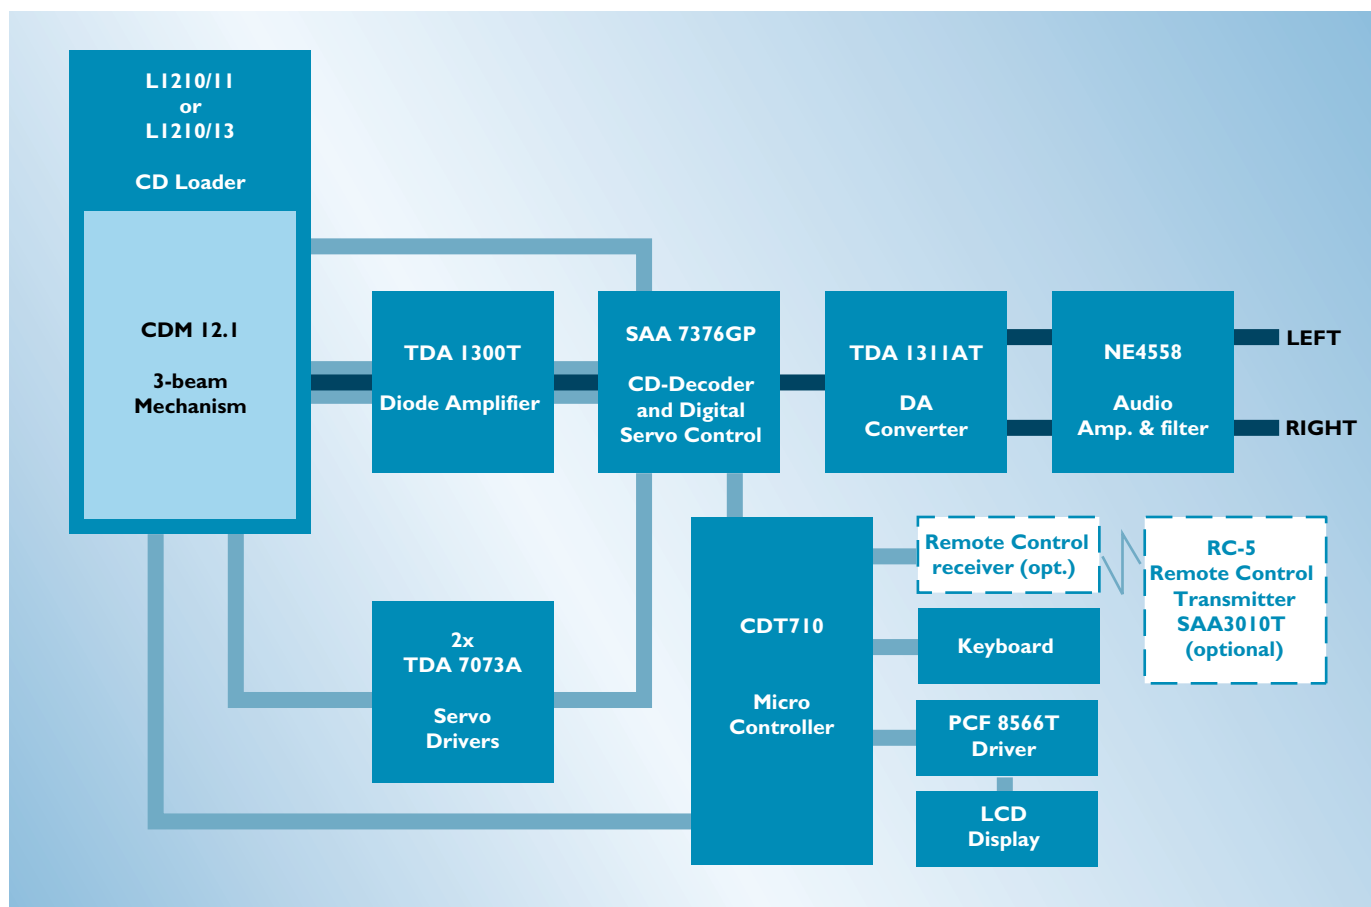 L1210/11
or
L1210/13
CD Loader
CDM 12.1
3-beam
Mechanism
TDA 1300T
Diode Amplifier
SAA 7376GP
CD-Decoder
and Digital
Servo Control
TDA 1311AT
DA
Converter
NE4558
Audio
Amp. & filter
LEFT
RIGHT
2x
TDA 7073A
Servo
Drivers
CDT710
Micro
Controller
Remote Control
receiver (opt.)
RC-5
Remote Control
Transmitter
SAA3010T
(optional)
Keyboard
PCF 8566T
Driver
LCD
Display